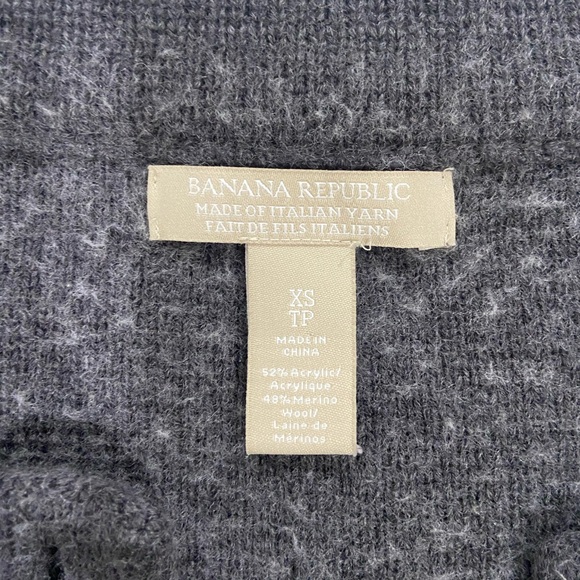 BANANA REPUBLIC
MADE OF ITALIAN YARN
FAIT DE FILS ITALIENS
XS
TP
MADE IN
CHINA
52% Acrylic/
Acrylique
48% Merino
Wool/
Laine de
Mérinos